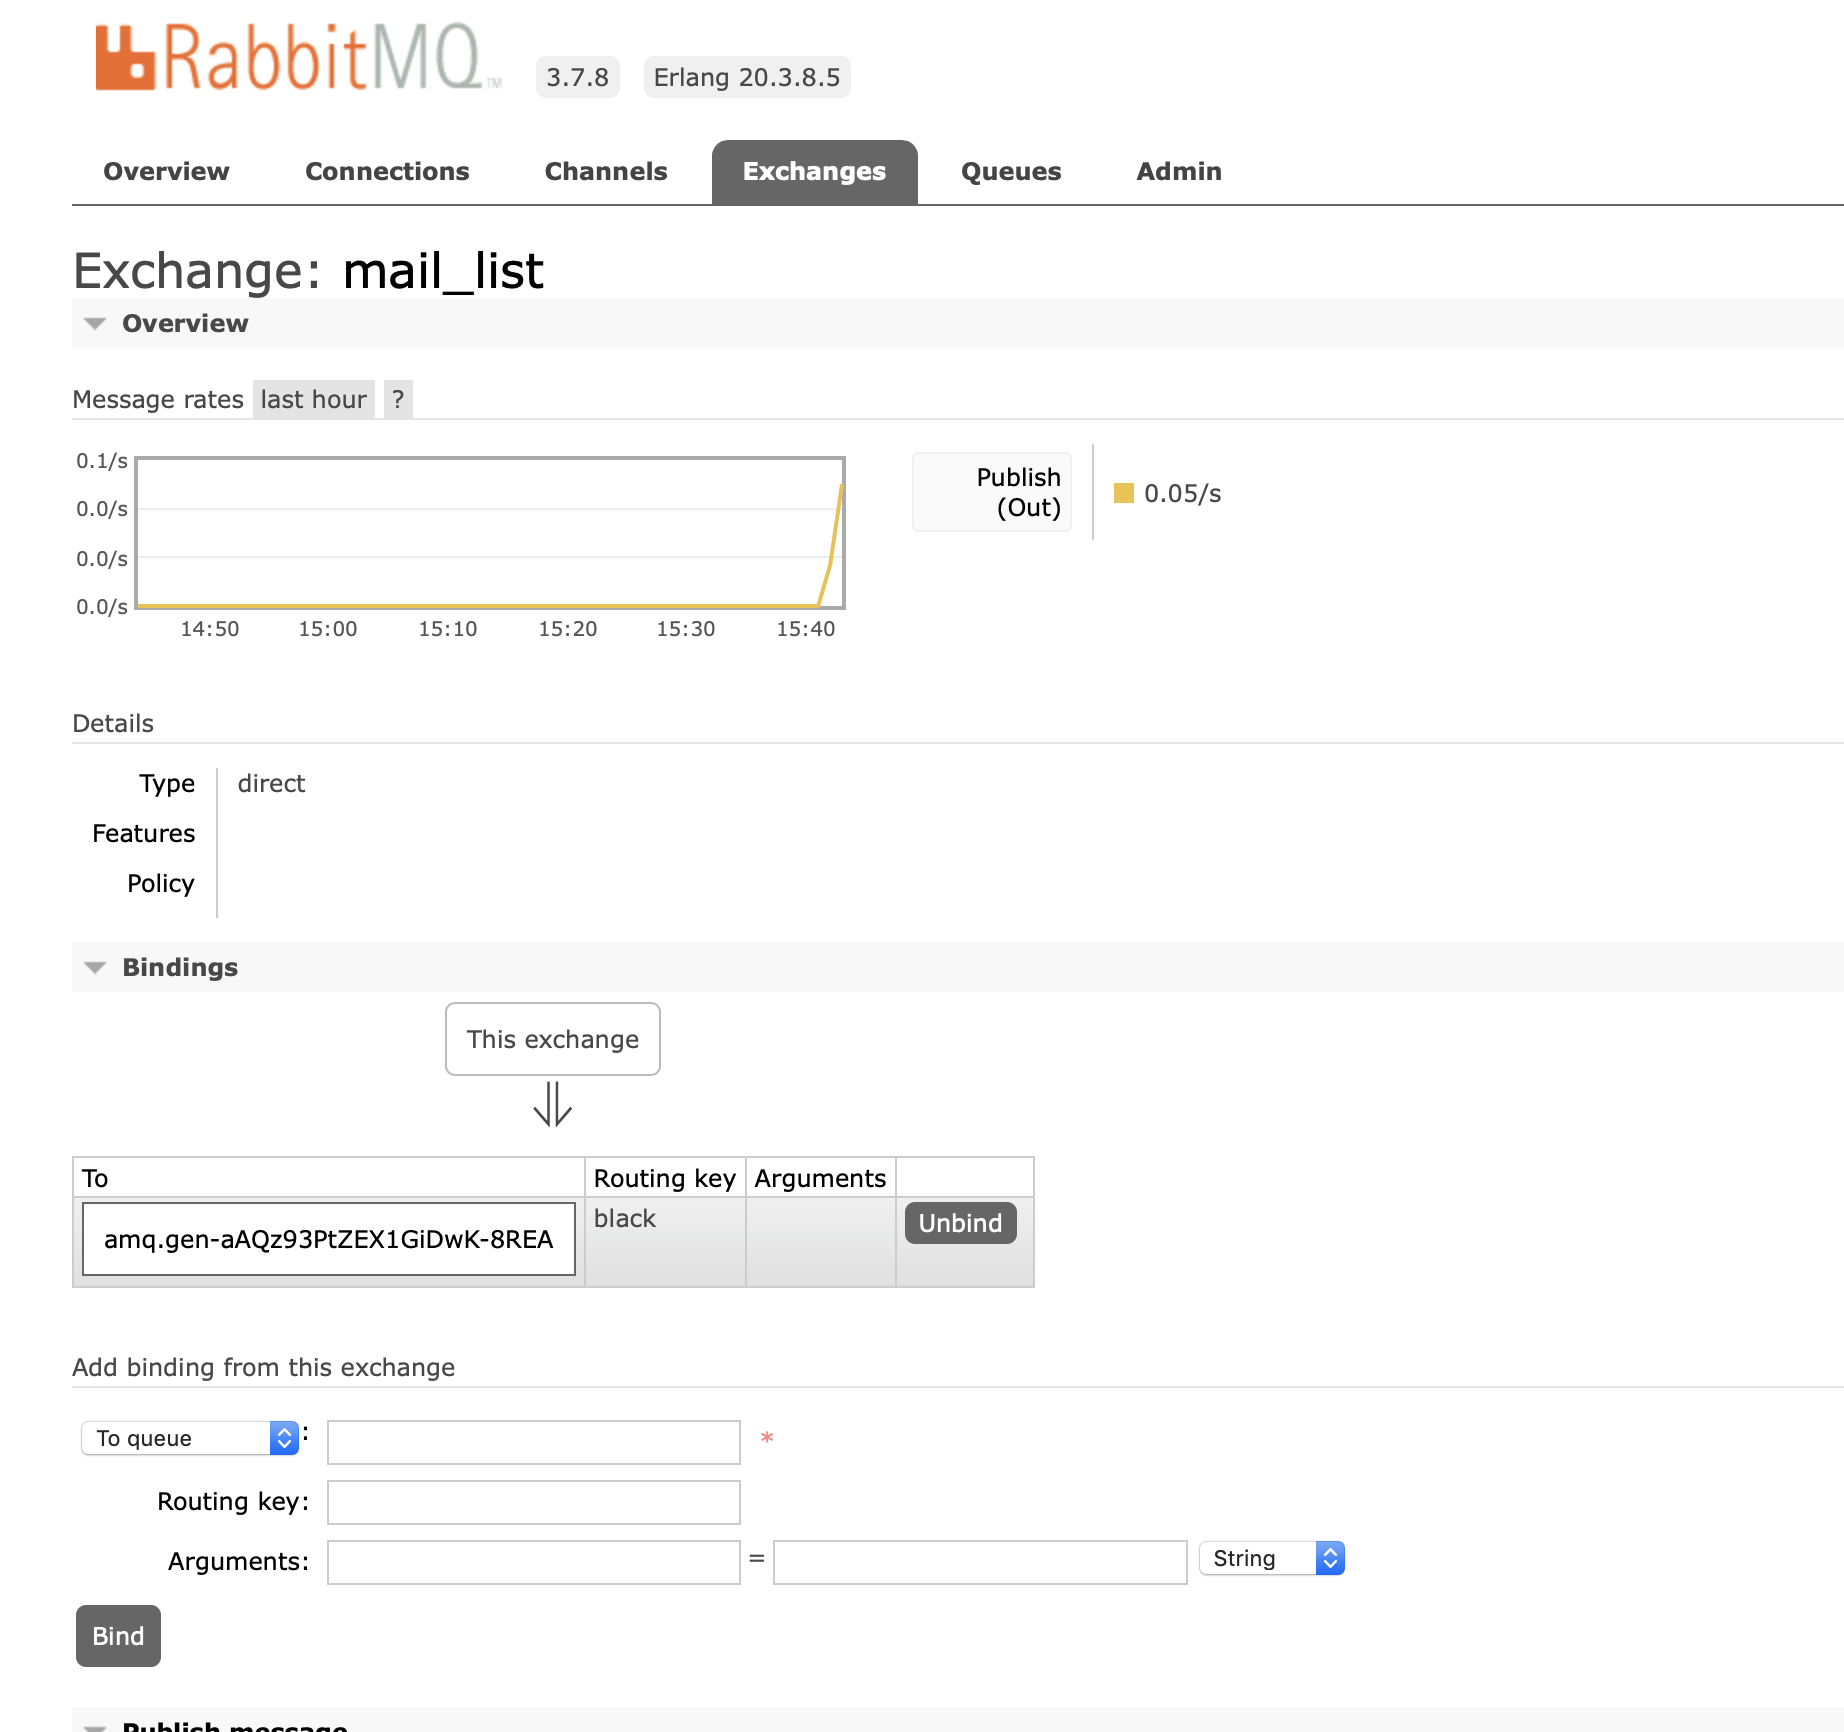 RabbitMQ™ 3.7.8 Erlang 20.3.8.5
Overview Connections Channels Exchanges Queues Admin
Exchange: mail_list
Overview
Message rates last hour ?
0.1/s
0.0/s
0.0/s
0.0/s
14:50 15:00 15:10 15:20 15:30 15:40
Publish
(Out)
0.05/s
Details
Type direct
Features
Policy
Bindings
This exchange
⇓
To Routing key Arguments
amq.gen-aAQz93PtZEX1GiDwK-8REA black Unbind
Add binding from this exchange
To queue : *
Routing key:
Arguments: = String
Bind
Publish message